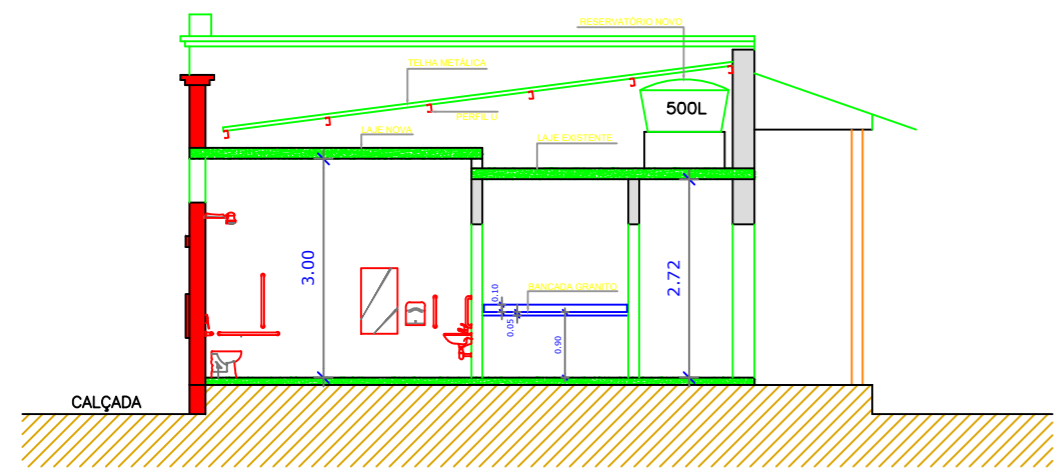 RESERVATÓRIO NOVO
TELHA METÁLICA
500L
PERFIL U
LAJE NOVA
LAJE EXISTENTE
3.00
2.72
BANCADA GRANITO
0.10
0.05
0.90
CALÇADA